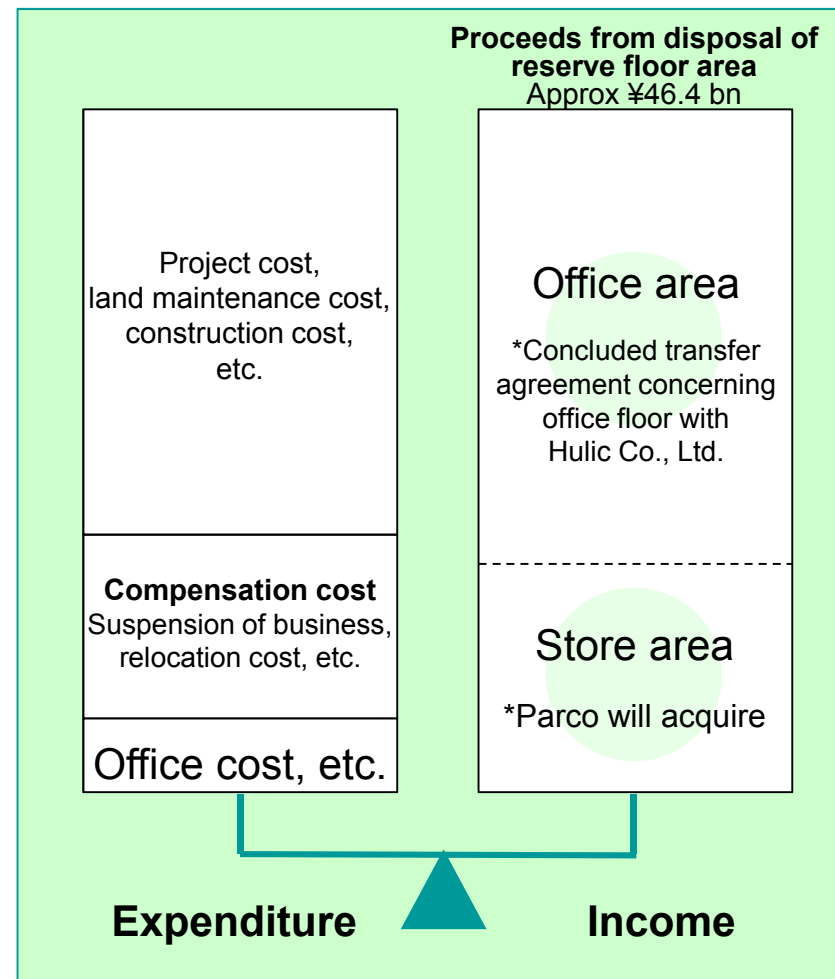 Proceeds from disposal of
reserve floor area
Approx ¥46.4 bn
Project cost,
land maintenance cost,
construction cost,
etc.
Compensation cost
Suspension of business,
relocation cost, etc.
Office cost, etc.
Office area
*Concluded transfer
agreement concerning
office floor with
Hulic Co., Ltd.
Store area
*Parco will acquire
Expenditure
Income